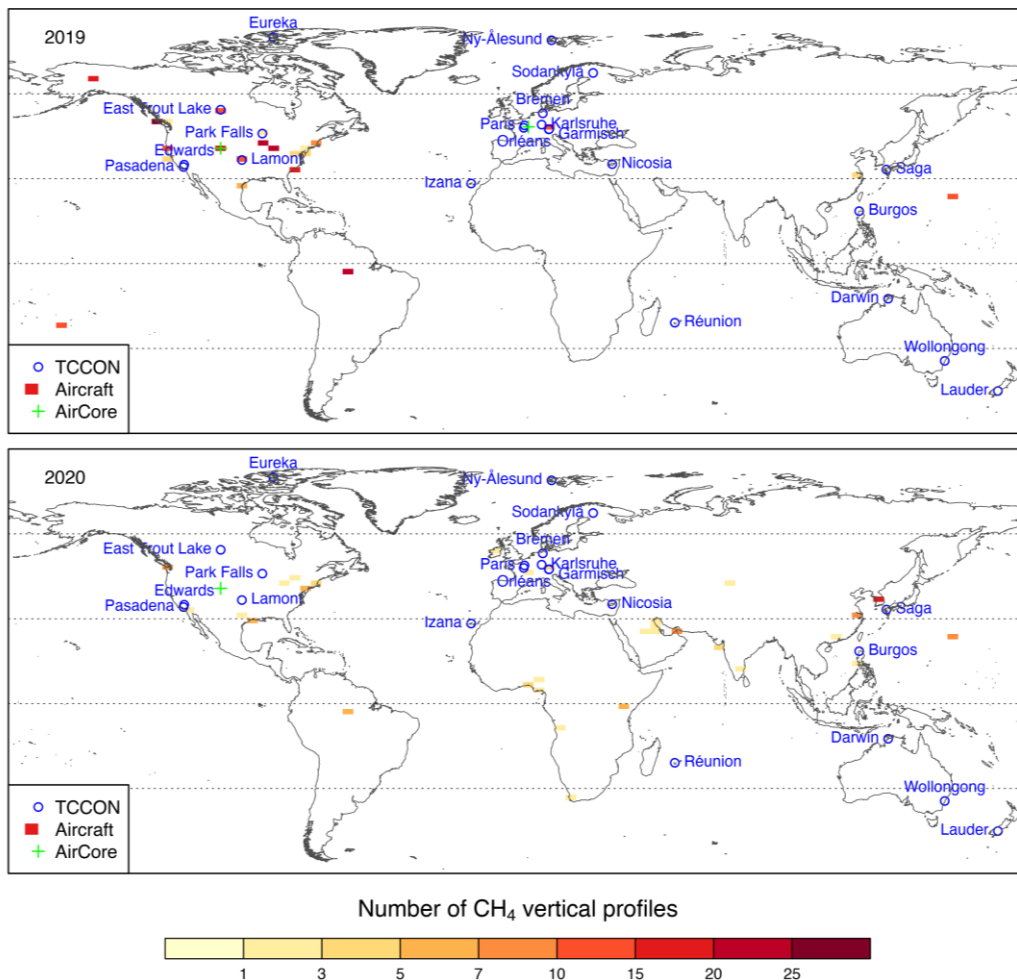 2019
Eureka
Ny-Ålesund
Sodankylä
East Trout Lake
Bremen
Park Falls
Paris
Karlsruhe
Edwards
Garmisch
Orléans
Pasadena
Lamont
Nicosia
Saga
Izana
Burgos
Darwin
Réunion
Wollongong
Lauder
TCCON
Aircraft
AirCore
2020
Eureka
Ny-Ålesund
Sodankylä
East Trout Lake
Bremen
Park Falls
Paris
Karlsruhe
Edwards
Garmisch
Orléans
Pasadena
Lamont
Nicosia
Saga
Izana
Burgos
Darwin
Réunion
Wollongong
Lauder
TCCON
Aircraft
AirCore
Number of CH₄ vertical profiles
1 3 5 7 10 15 20 25